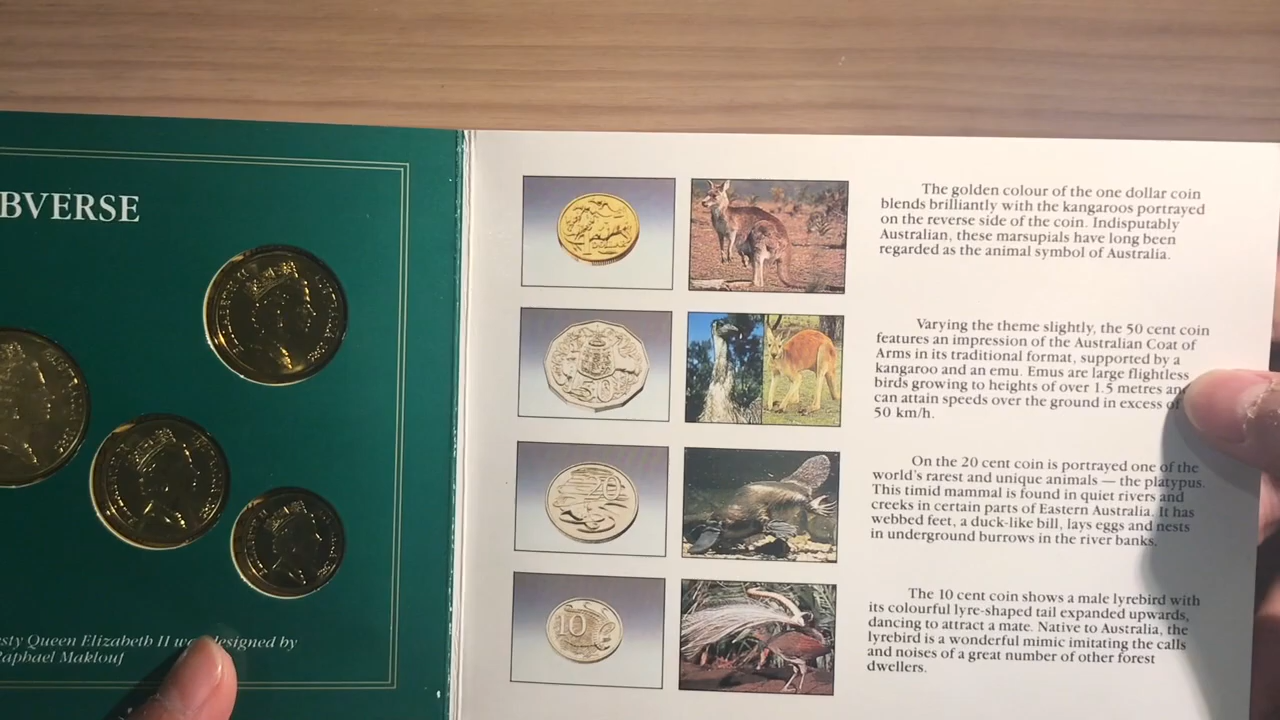 BVERSE
sty Queen Elizabeth II was designed by
Raphael Maklouf
The golden colour of the one dollar coin
blends brilliantly with the kangaroos portrayed
on the reverse side of the coin. Indisputably
Australian, these marsupials have long been
regarded as the animal symbol of Australia.
50
Varying the theme slightly, the 50 cent coin
features an impression of the Australian Coat of
Arms in its traditional format, supported by a
kangaroo and an emu. Emus are large flightless
birds growing to heights of over 1.5 metres and
can attain speeds over the ground in excess of
50 km/h.
20
On the 20 cent coin is portrayed one of the
world's rarest and unique animals — the platypus.
This timid mammal is found in quiet rivers and
creeks in certain parts of Eastern Australia. It has
webbed feet, a duck-like bill, lays eggs and nests
in underground burrows in the river banks.
10
The 10 cent coin shows a male lyrebird with
its colourful lyre-shaped tail expanded upwards,
dancing to attract a mate. Native to Australia, the
lyrebird is a wonderful mimic imitating the calls
and noises of a great number of other forest
dwellers.